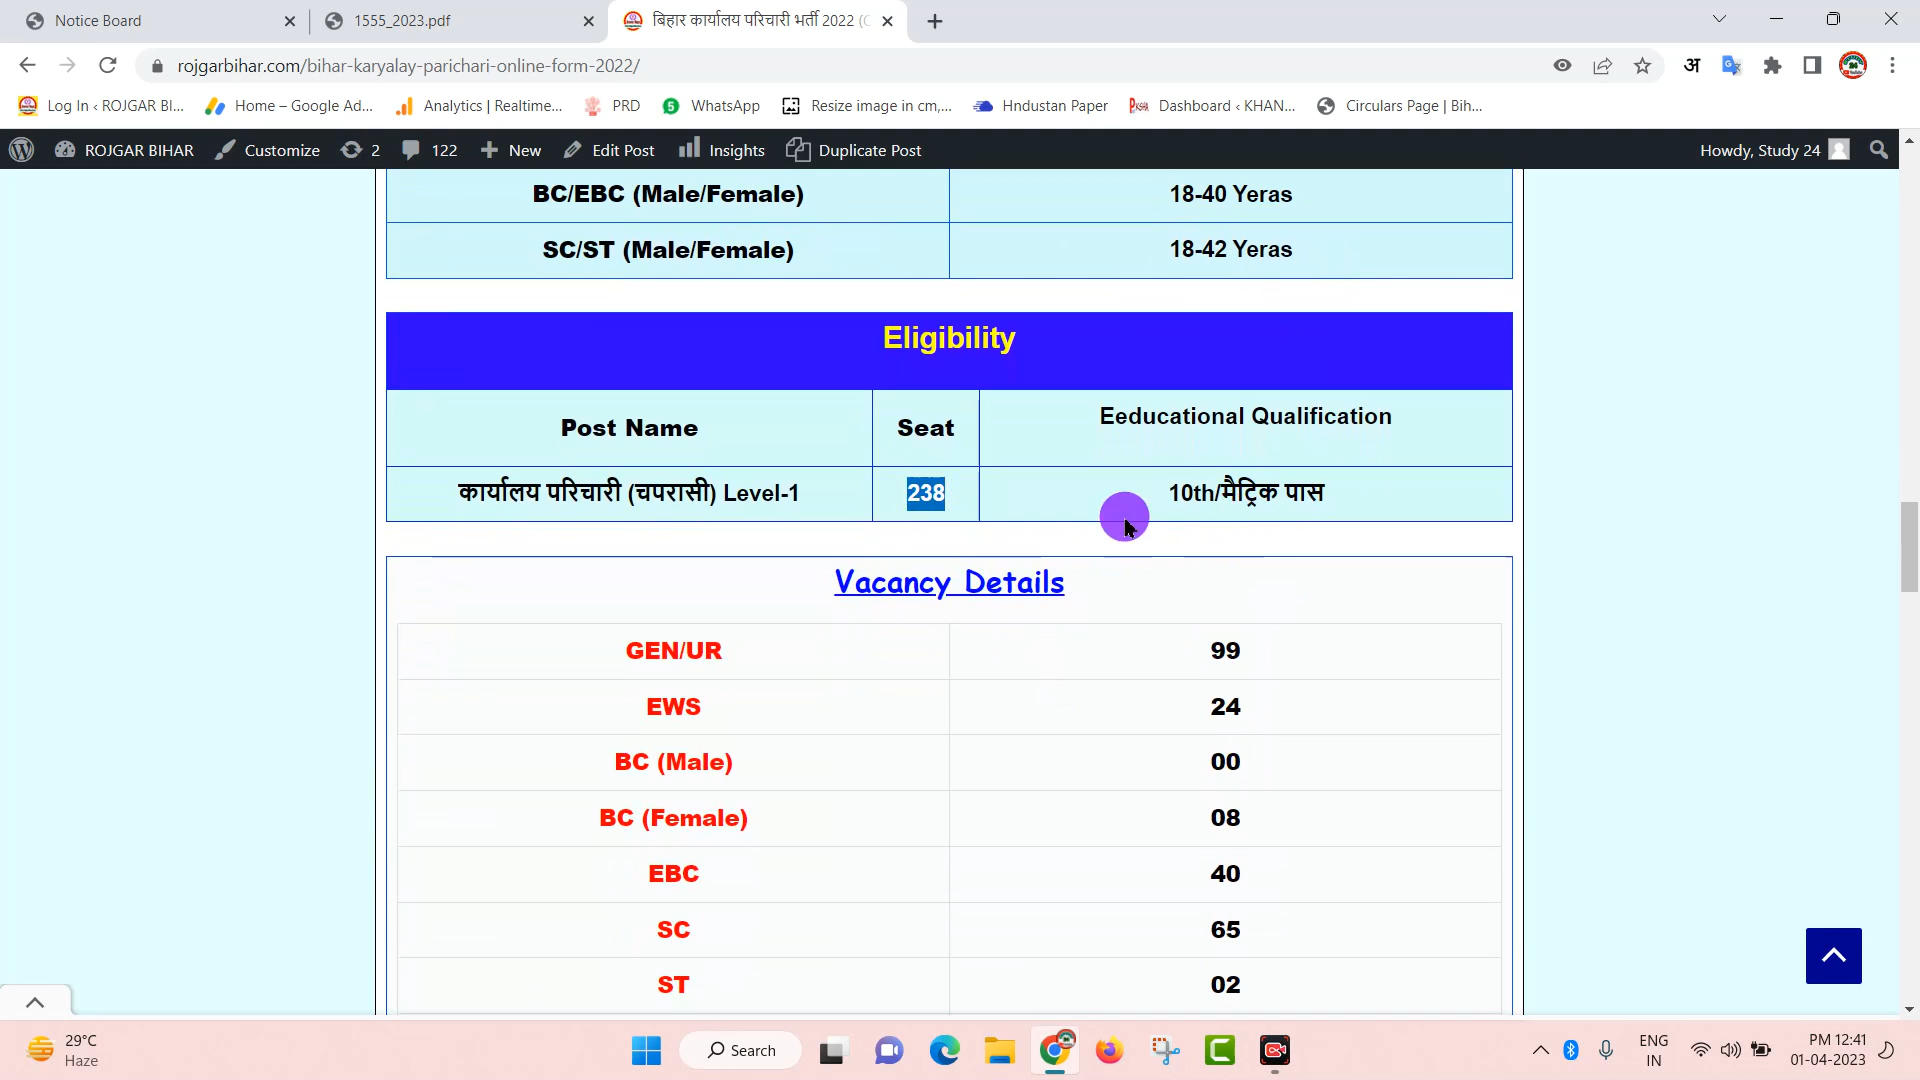 Notice Board
1555_2023.pdf
बिहार कार्यालय परिचारी भर्ती 2022 (C
rojgarbihar.com/bihar-karyalay-parichari-online-form-2022/
Log In ‹ ROJGAR BI...
Home – Google Ad...
Analytics | Realtime...
PRD
WhatsApp
Resize image in cm,...
Hndustan Paper
Dashboard ‹ KHAN...
Circulars Page | Bih...
ROJGAR BIHAR
Customize
2
122
New
Edit Post
Insights
Duplicate Post
Howdy, Study 24
BC/EBC (Male/Female) 18-40 Yeras
SC/ST (Male/Female) 18-42 Yeras
Eligibility
Post Name Seat Eeducational Qualification
कार्यालय परिचारी (चपरासी) Level-1 238 10th/मैट्रिक पास
Vacancy Details
GEN/UR 99
EWS 24
BC (Male) 00
BC (Female) 08
EBC 40
SC 65
ST 02
29°C
Haze
Search
ENG
IN
PM 12:41
01-04-2023